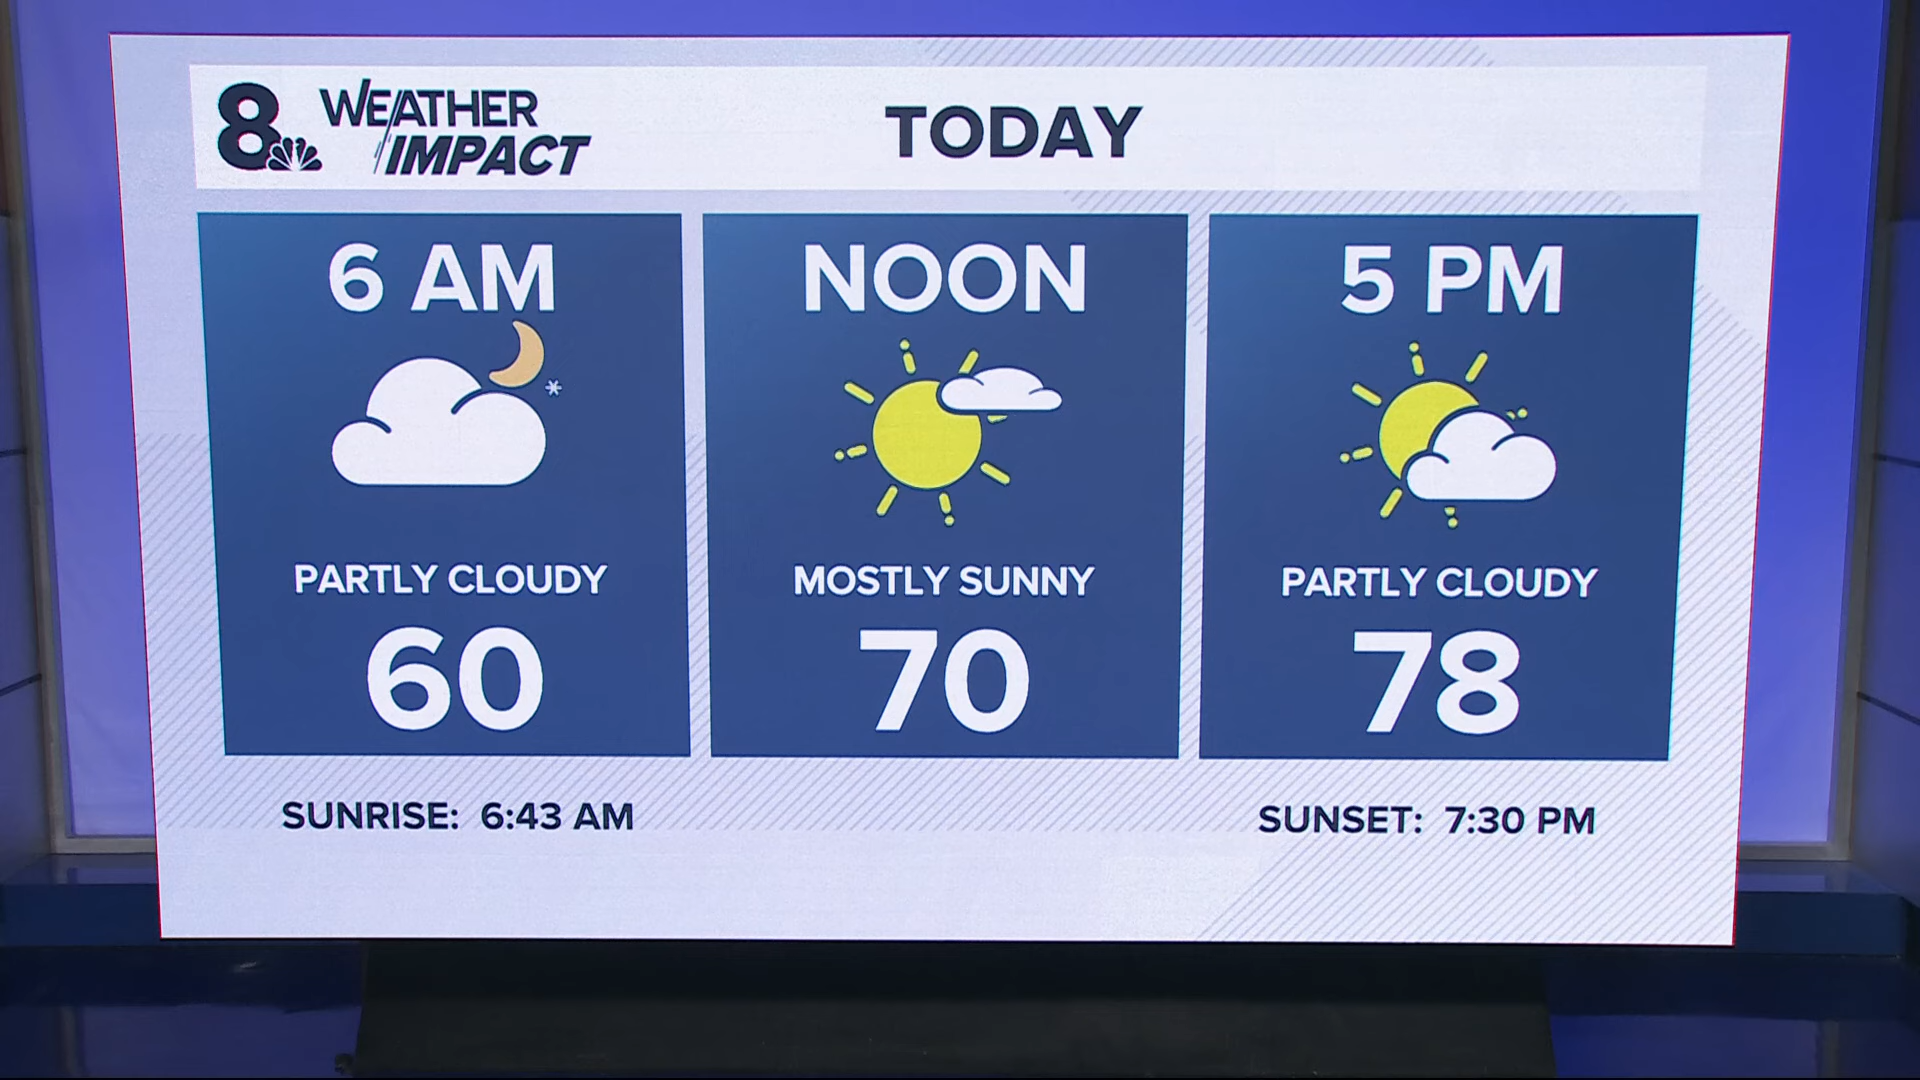 8 WEATHER
IMPACT
TODAY
6 AM
PARTLY CLOUDY
60
NOON
MOSTLY SUNNY
70
5 PM
PARTLY CLOUDY
78
SUNRISE: 6:43 AM
SUNSET: 7:30 PM